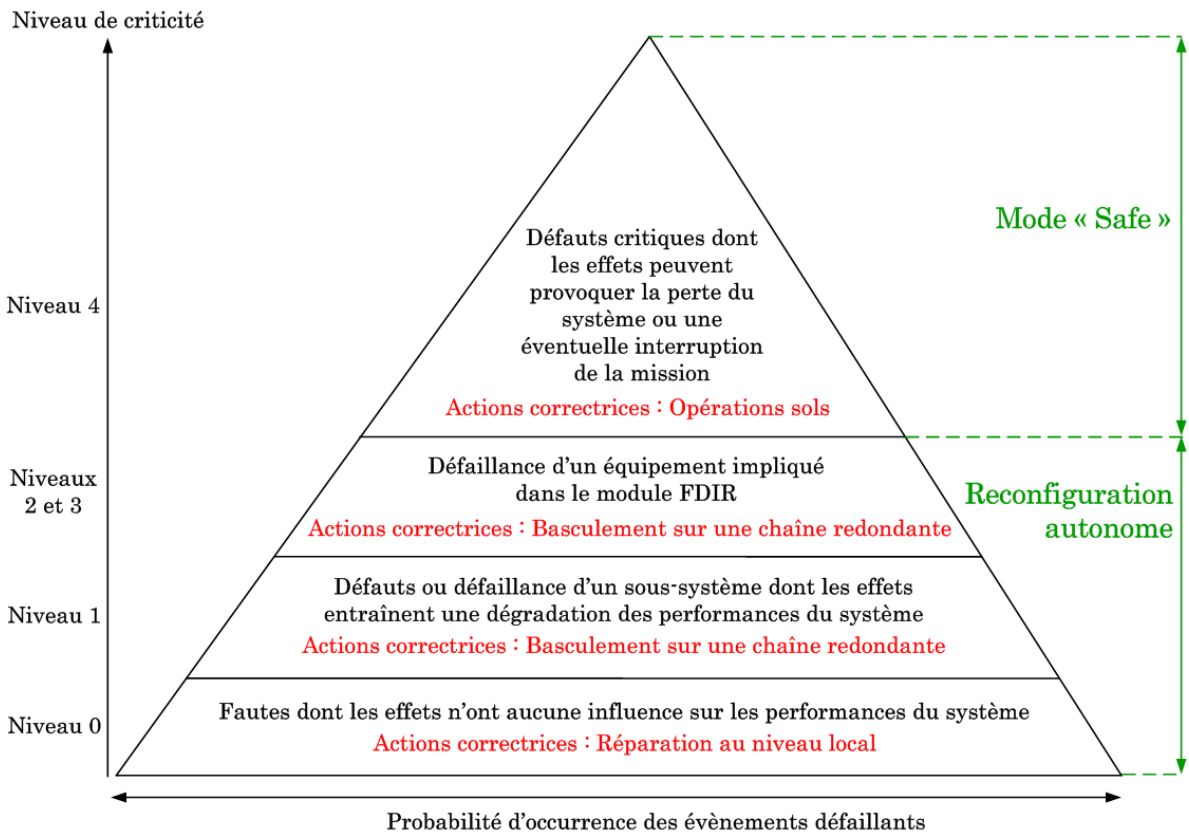 Niveau de criticité
Mode « Safe »
Défauts critiques dont
les effets peuvent
provoquer la perte du
système ou une
éventuelle interruption
de la mission
Actions correctrices : Opérations sols
Niveau 4
Niveaux
2 et 3
Défaillance d'un équipement impliqué
dans le module FDIR
Actions correctrices : Basculement sur une chaîne redondante
Reconfiguration
autonome
Niveau 1
Défauts ou défaillance d'un sous-système dont les effets
entraînent une dégradation des performances du système
Actions correctrices : Basculement sur une chaîne redondante
Niveau 0
Fautes dont les effets n'ont aucune influence sur les performances du système
Actions correctrices : Réparation au niveau local
Probabilité d'occurrence des évènements défaillants